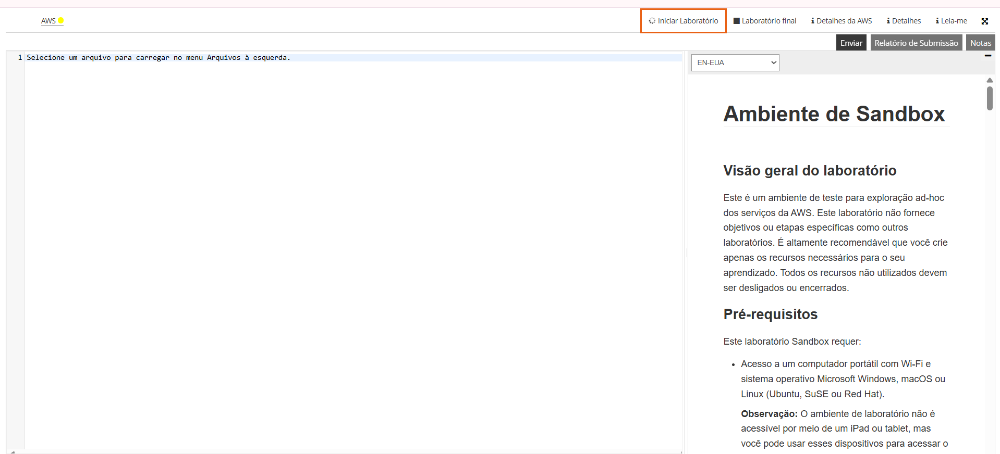 AWS
Iniciar Laboratório
Laboratório final
Detalhes da AWS
Detalhes
Leia-me
Enviar
Relatório de Submissão
Notas
1 Selecione um arquivo para carregar no menu Arquivos à esquerda.
EN-EUA
Ambiente de Sandbox
Visão geral do laboratório
Este é um ambiente de teste para exploração ad-hoc
dos serviços da AWS. Este laboratório não fornece
objetivos ou etapas específicas como outros
laboratórios. É altamente recomendável que você crie
apenas os recursos necessários para o seu
aprendizado. Todos os recursos não utilizados devem
ser desligados ou encerrados.
Pré-requisitos
Este laboratório Sandbox requer:
• Acesso a um computador portátil com Wi-Fi e
sistema operativo Microsoft Windows, macOS ou
Linux (Ubuntu, SuSE ou Red Hat).
Observação: O ambiente de laboratório não é
acessível por meio de um iPad ou tablet, mas
você pode usar esses dispositivos para acessar o